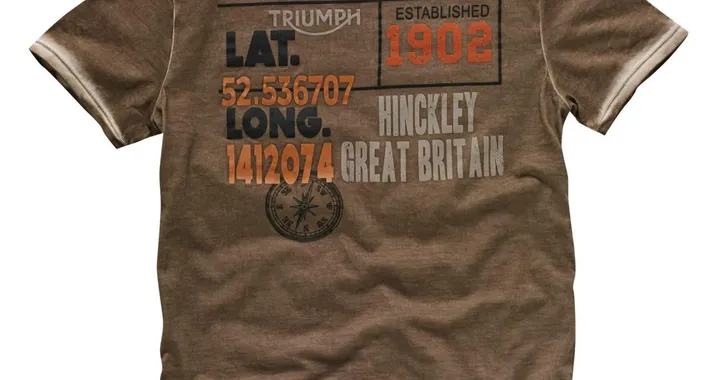 TRIUMPH
ESTABLISHED
1902
LAT.
52.536707
LONG.
1412074
HINCKLEY
GREAT BRITAIN